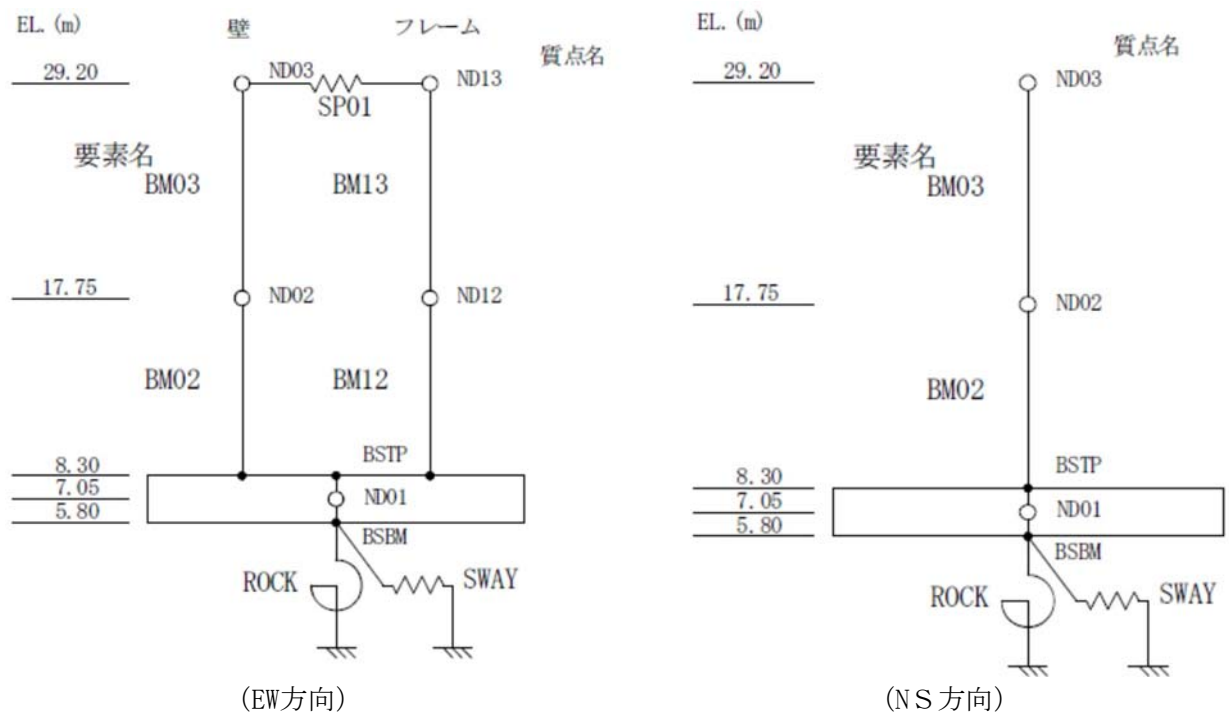 EL. (m)
壁
フレーム
質点名
29.20
ND03
ND13
SP01
要素名
BM03
BM13
17.75
ND02
ND12
BM02
BM12
BSTP
8.30
7.05
ND01
5.80
BSBM
ROCK
SWAY
(EW方向)
EL. (m)
質点名
29.20
ND03
要素名
BM03
17.75
ND02
BM02
BSTP
8.30
7.05
ND01
5.80
BSBM
ROCK
SWAY
(NS方向)